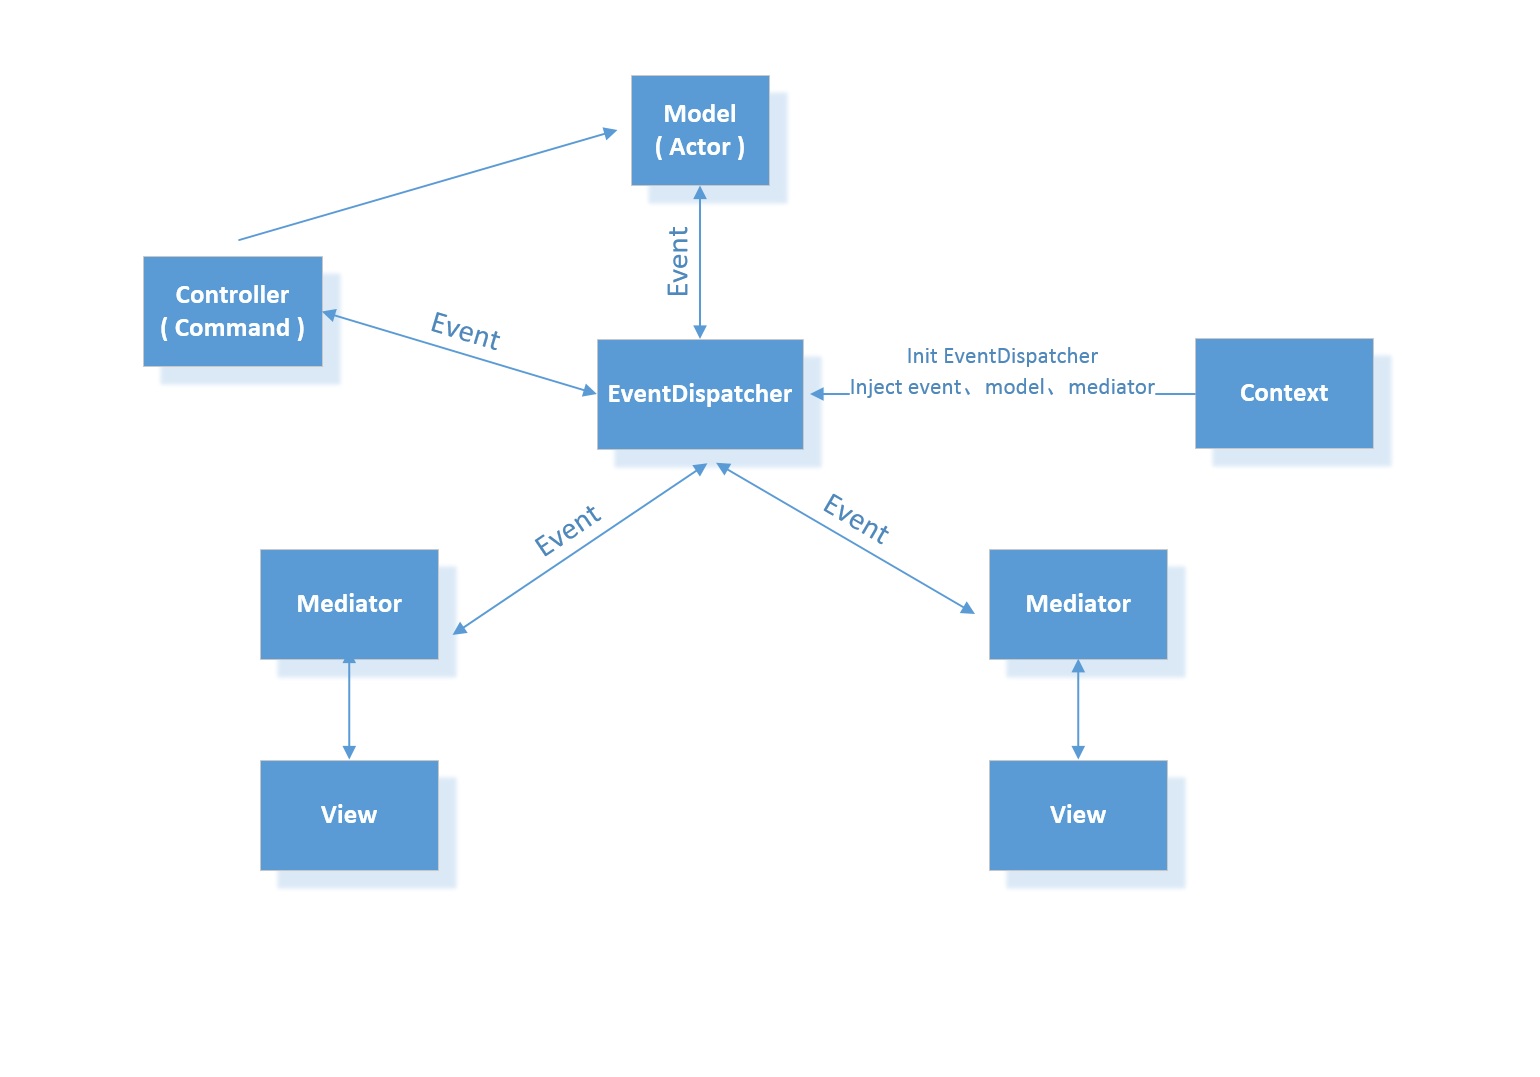 Model
( Actor )
Event
Controller
( Command )
Event
EventDispatcher
Init EventDispatcher
Inject event、model、mediator
Context
Event
Event
Mediator
Mediator
View
View